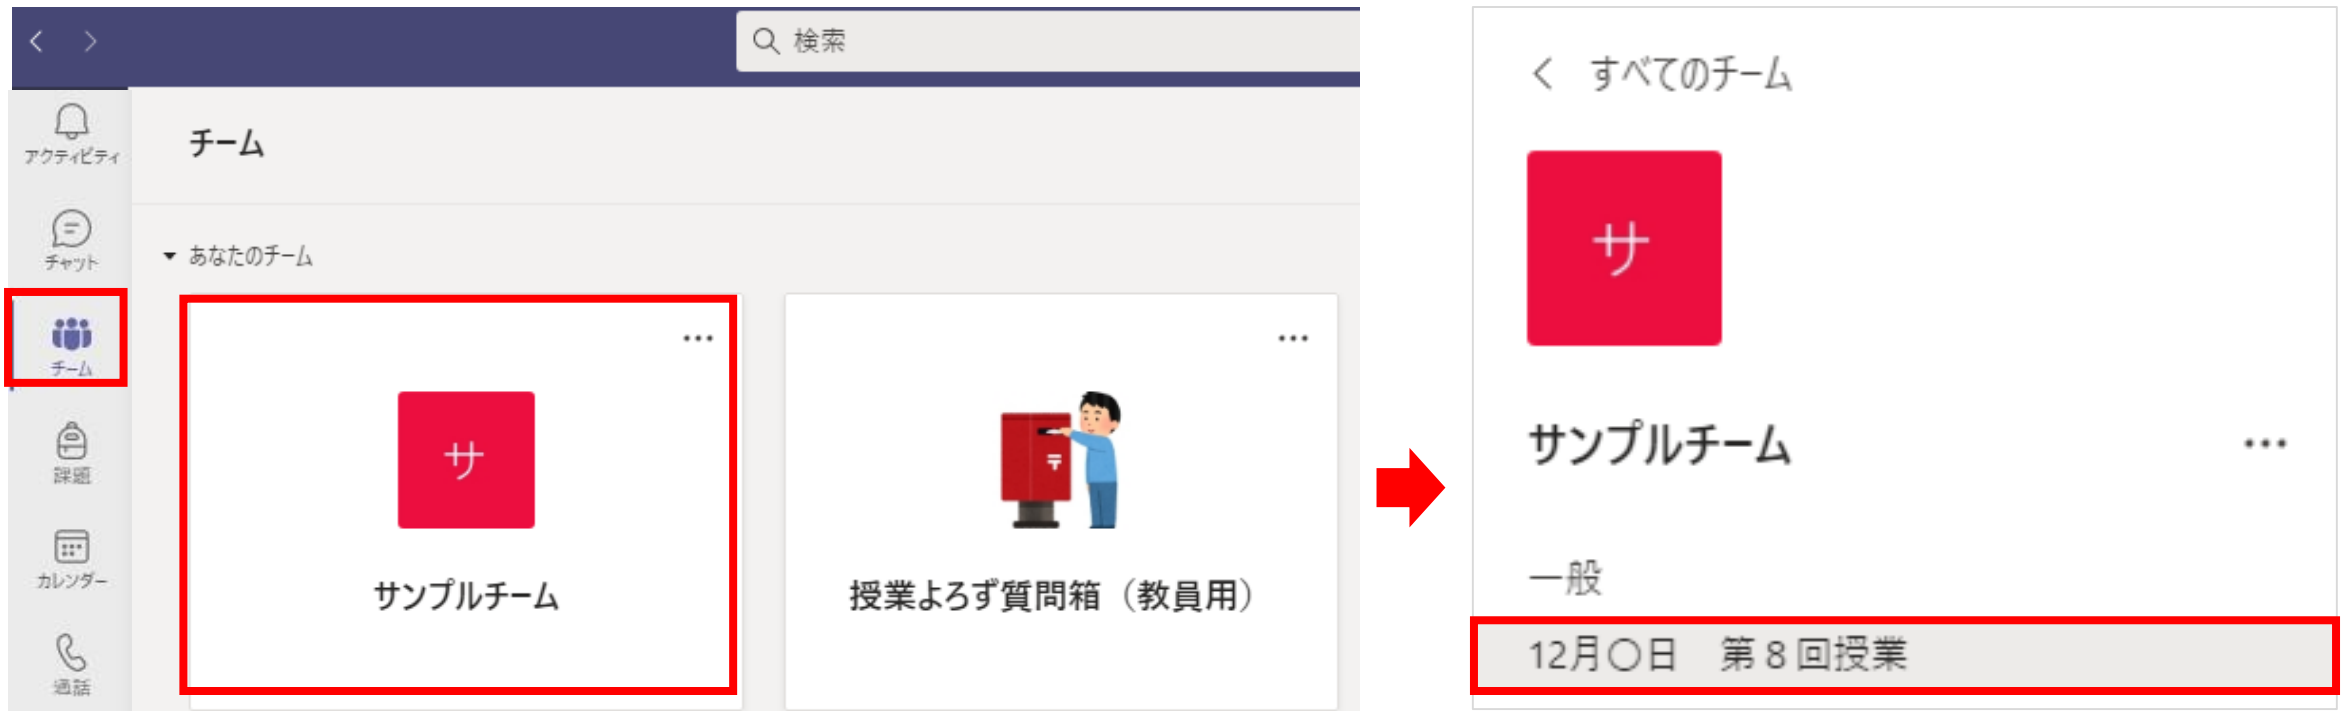 検索
アクティビティ
チャット
チーム
課題
カレンダー
通話
チーム
あなたのチーム
サ
サンプルチーム
〒
授業よろず質問箱（教員用）
すべてのチーム
サ
サンプルチーム
一般
12月〇日　第８回授業